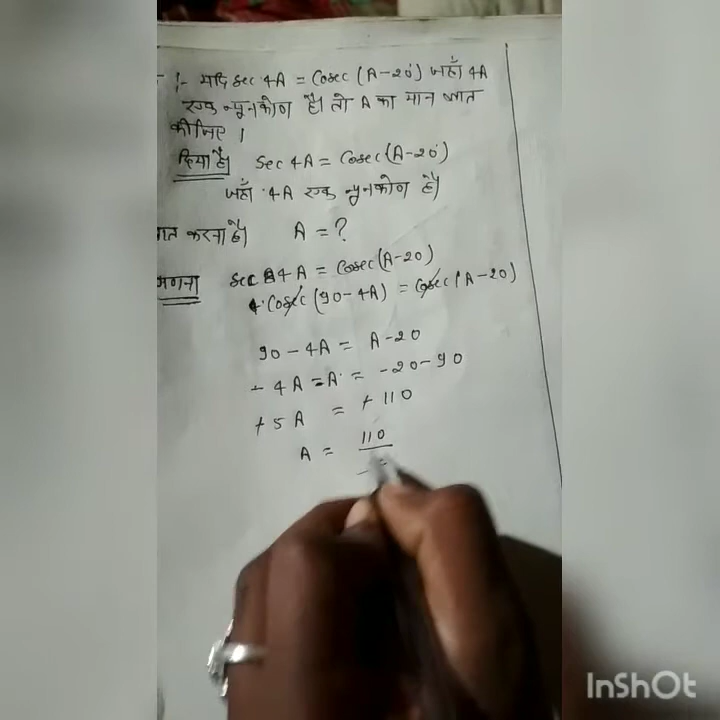 1:- यदि sec 4A = Cosec (A-20°) जहाँ 4A
एक न्यूनकोण है। तो A का मान ज्ञात
कीजिए ।
दिया है। Sec 4A = Cosec (A-20°)
जहाँ 4A एक न्यूनकोण है।
ात करना है। A = ?
गणना Sec 4A = Cosec (A-20)
Cosec (90-4A) = Cosec (A-20)
90 - 4A = A-20
- 4A - A = -20-90
+ 5A = + 110
A = 110
InShOt